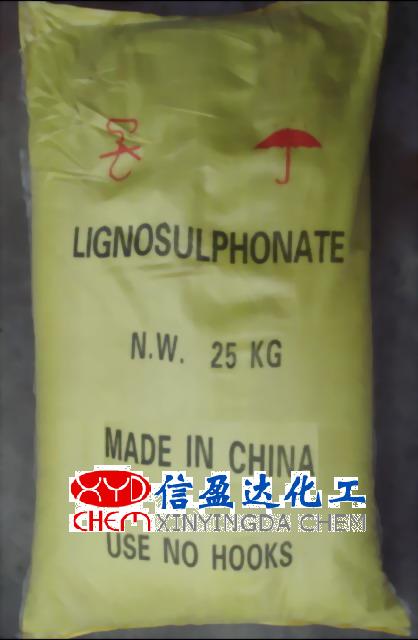 LIGNOSULPHONATE
N.W. 25 KG
MADE IN CHINA
XYD 信盈达化工
CHEM XINYINGDA CHEM
USE NO HOOKS